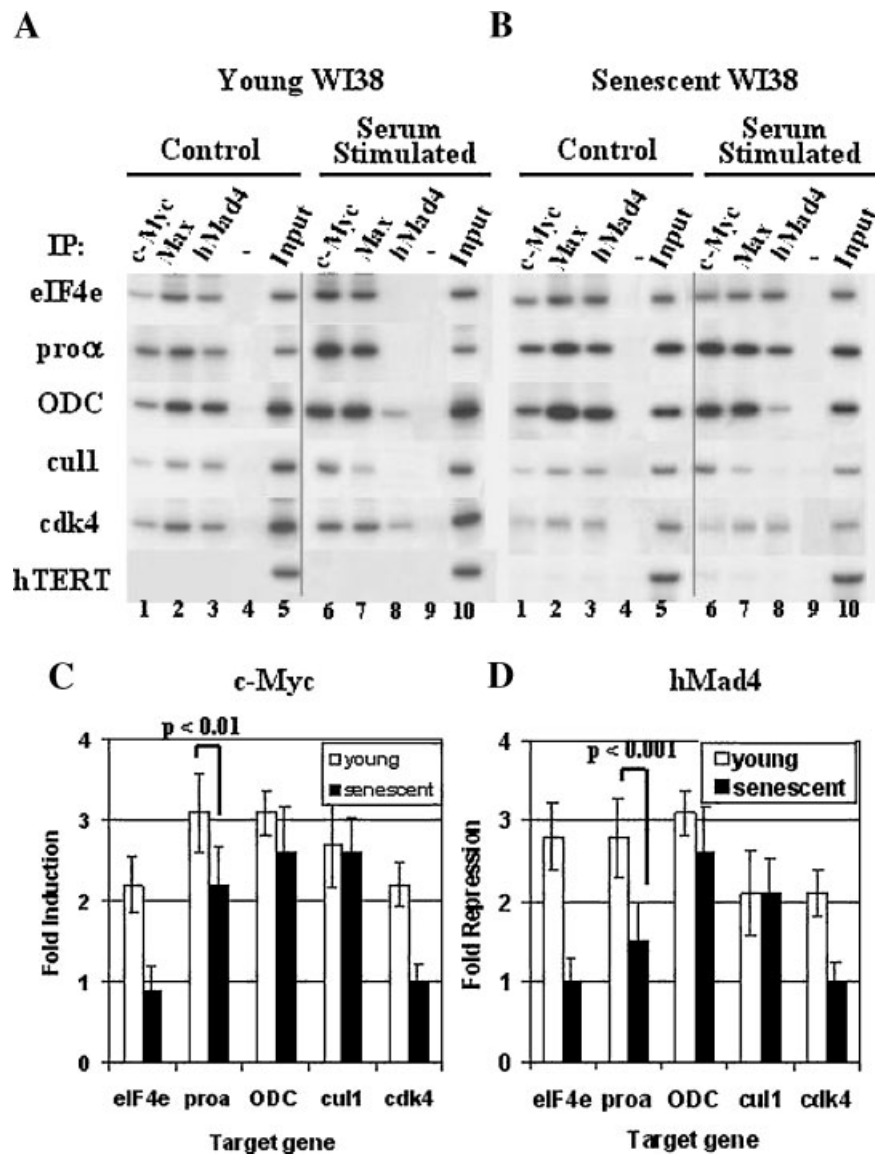 A B
Young WI38 Senescent WI38
Control Serum Stimulated Control Serum Stimulated
IP: c-Myc Max hMad4 - Input c-Myc Max hMad4 - Input c-Myc Max hMad4 - Input c-Myc Max hMad4 - Input
eIF4e
proα
ODC
cul1
cdk4
hTERT
1 2 3 4 5 6 7 8 9 10 1 2 3 4 5 6 7 8 9 10
C c-Myc
p < 0.01
young
senescent
Fold Induction
4
3
2
1
0
eIF4e proa ODC cul1 cdk4
Target gene
D hMad4
p < 0.001
young
senescent
Fold Repression
4
3
2
1
0
eIF4e proa ODC cul1 cdk4
Target gene